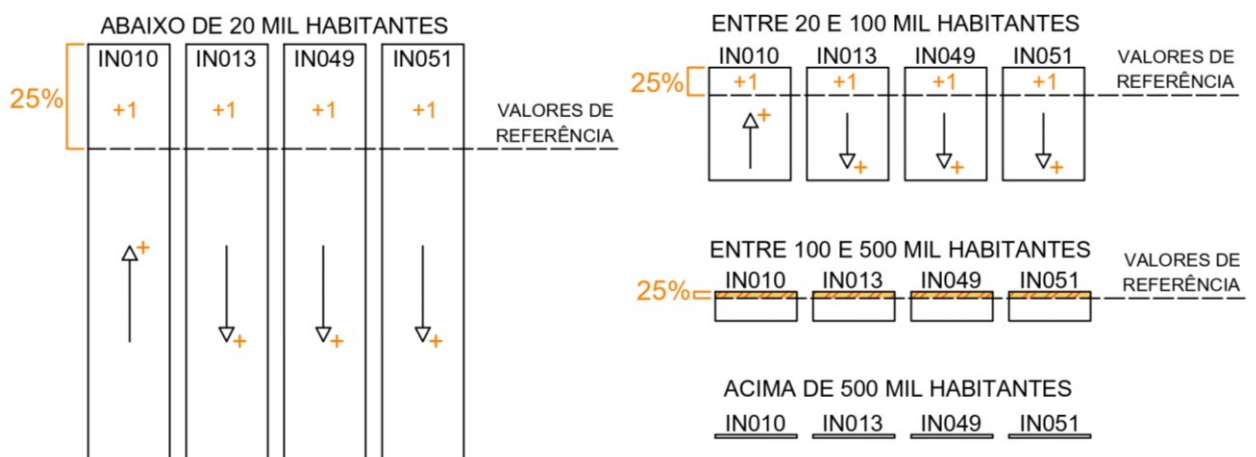 ABAIXO DE 20 MIL HABITANTES
IN010 IN013 IN049 IN051
25%
+1 +1 +1 +1
VALORES DE
REFERÊNCIA
+ + + +
ENTRE 20 E 100 MIL HABITANTES
IN010 IN013 IN049 IN051
25%
+1 +1 +1 +1
VALORES DE
REFERÊNCIA
+ + + +
ENTRE 100 E 500 MIL HABITANTES
IN010 IN013 IN049 IN051
25%
VALORES DE
REFERÊNCIA
ACIMA DE 500 MIL HABITANTES
IN010 IN013 IN049 IN051